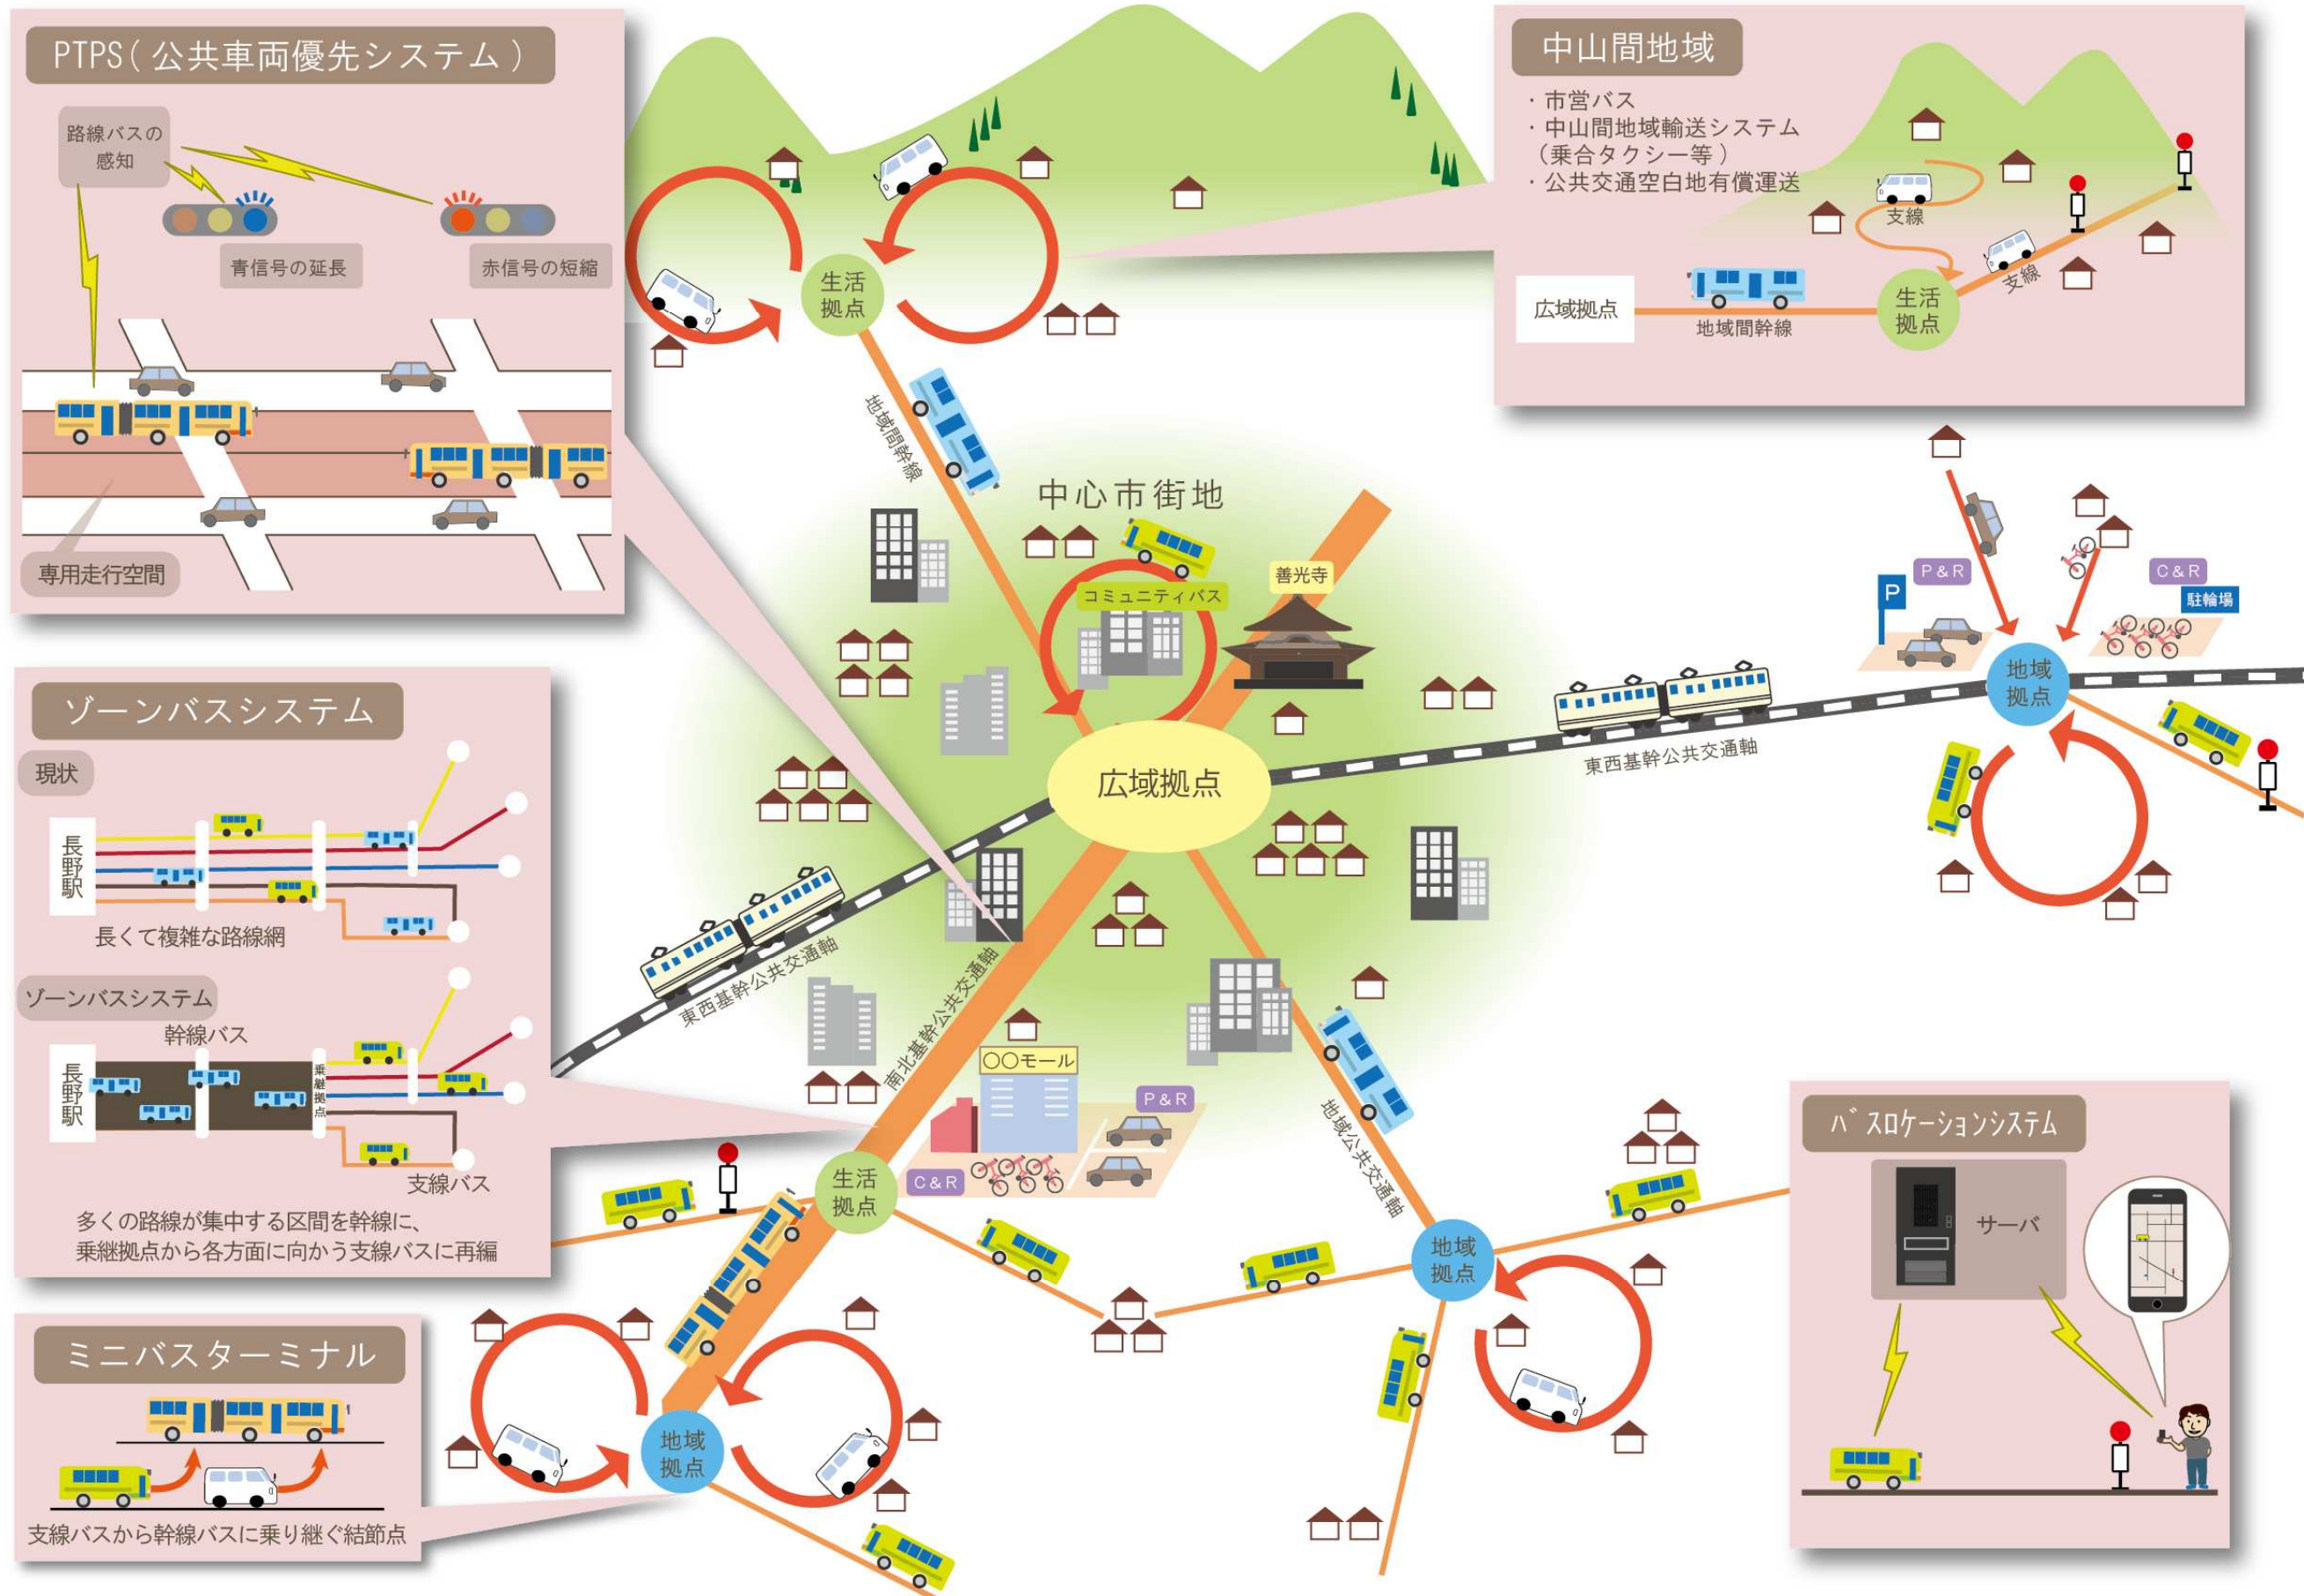 PTPS（公共車両優先システム）
路線バスの
感知
青信号の延長
赤信号の短縮
専用走行空間
中山間地域
・市営バス
・中山間地域輸送システム
（乗合タクシー等）
・公共交通空白地有償運送
支線
支線
広域拠点
地域間幹線
生活
拠点
生活
拠点
地域間幹線
中心市街地
コミュニティバス
善光寺
広域拠点
東西基幹公共交通軸
P
P＆R
C＆R
駐輪場
地域
拠点
ゾーンバスシステム
現状
長野駅
長くて複雑な路線網
ゾーンバスシステム
幹線バス
長野駅
乗継拠点
支線バス
多くの路線が集中する区間を幹線に、
乗継拠点から各方面に向かう支線バスに再編
東西基幹公共交通軸
南北基幹公共交通軸
〇〇モール
P＆R
C＆R
生活
拠点
地域公共交通軸
地域
拠点
ミニバスターミナル
支線バスから幹線バスに乗り継ぐ結節点
地域
拠点
バスロケーションシステム
サーバ